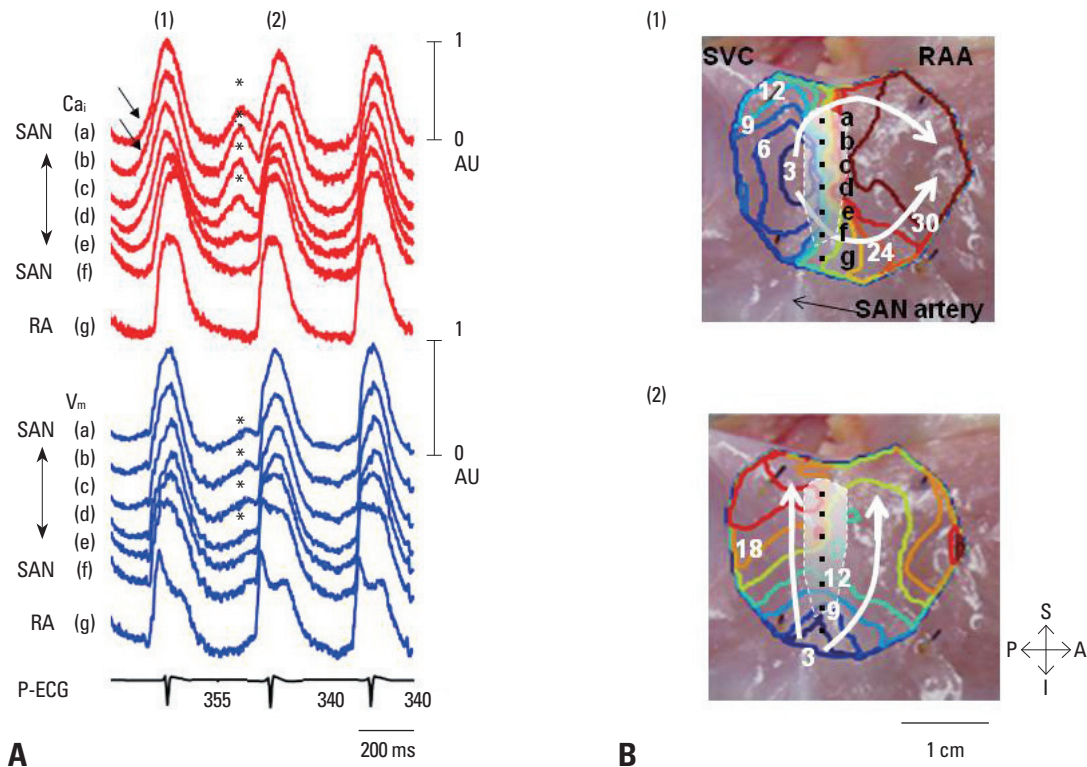 (1) (2)
* * * *
Ca i
SAN (a)
(b)
(c)
(d)
(e)
SAN (f)
RA (g)
1
0
AU
V m
SAN (a)
(b)
(c)
(d)
(e)
SAN (f)
RA (g)
* * * *
1
0
AU
P-ECG 355 340 340
200 ms
A
(1)
SVC RAA
12
9
6
3
a
b
c
d
e
f
g
30
24
SAN artery
(2)
18
12
9
3
S
P A
I
1 cm
B